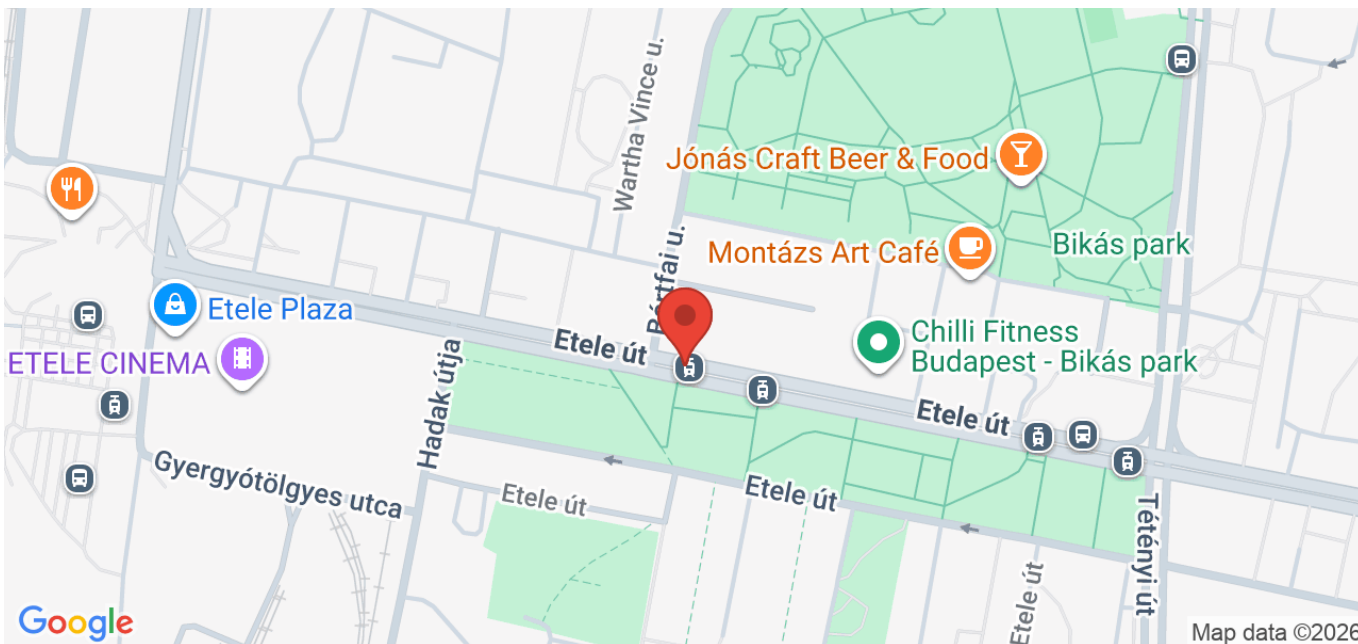 Wartha Vince u.
Jónás Craft Beer & Food
Montázs Art Café
Bikás park
Etele Plaza
ETELE CINEMA
Etele út
Chilli Fitness
Budapest - Bikás park
Hadak útja
Etele út
Gyergyótölgyes utca
Etele út
Etele út
Tétényi út
Etele út
Google
Map data ©2026